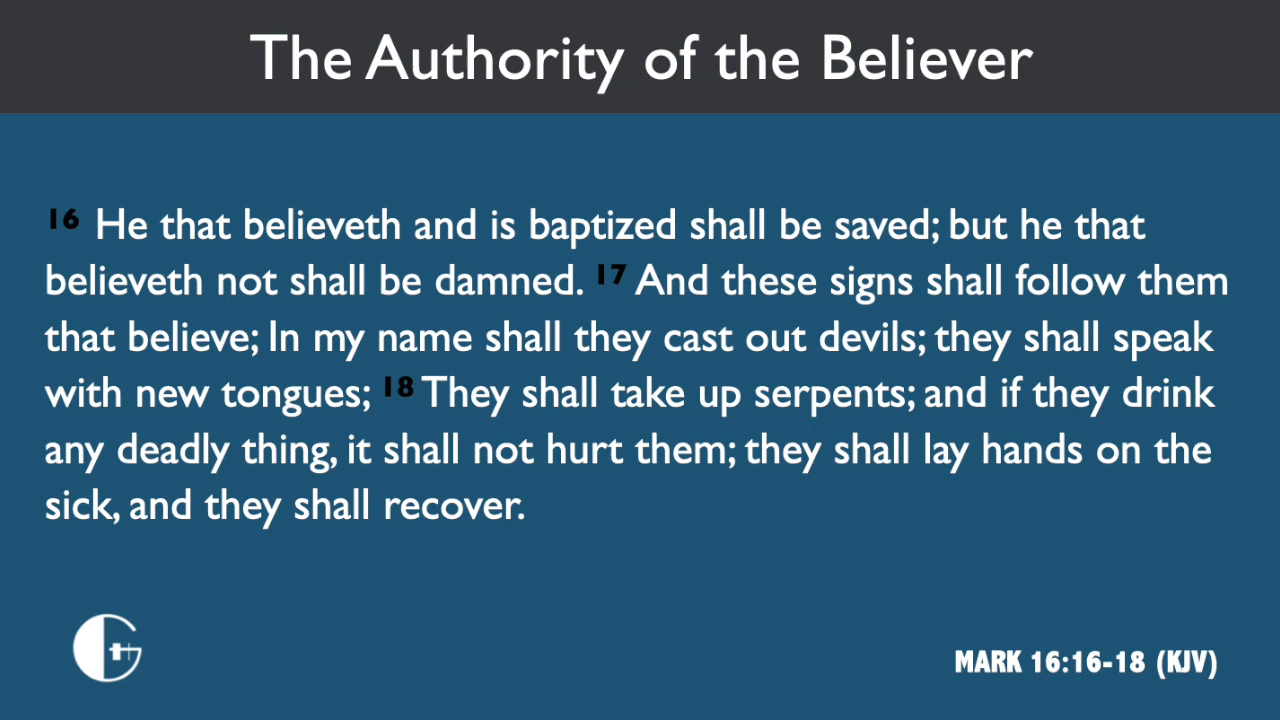 The Authority of the Believer
16 He that believeth and is baptized shall be saved; but he that
believeth not shall be damned. 17 And these signs shall follow them
that believe; In my name shall they cast out devils; they shall speak
with new tongues; 18 They shall take up serpents; and if they drink
any deadly thing, it shall not hurt them; they shall lay hands on the
sick, and they shall recover.
MARK 16:16-18 (KJV)